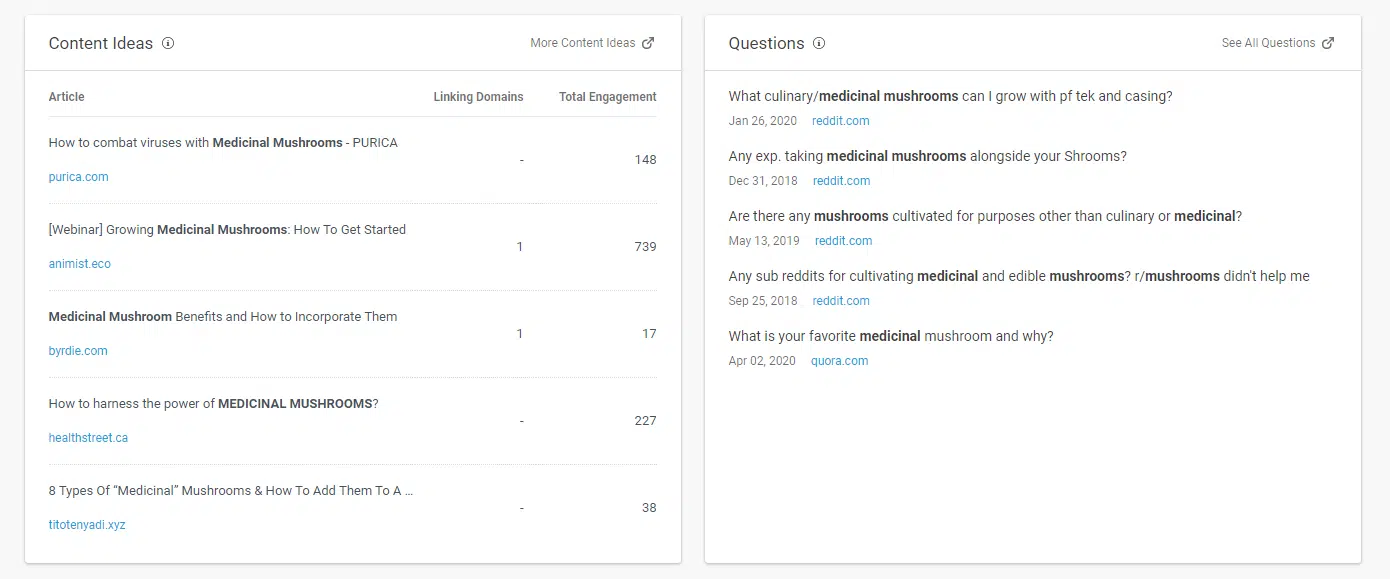 Content Ideas
More Content Ideas
Article Linking Domains Total Engagement
How to combat viruses with Medicinal Mushrooms - PURICA
- 148
purica.com
[Webinar] Growing Medicinal Mushrooms: How To Get Started
1 739
animist.eco
Medicinal Mushroom Benefits and How to Incorporate Them
1 17
byrdie.com
How to harness the power of MEDICINAL MUSHROOMS?
- 227
healthstreet.ca
8 Types Of “Medicinal” Mushrooms & How To Add Them To A ...
- 38
titotenyadi.xyz
Questions
See All Questions
What culinary/medicinal mushrooms can I grow with pf tek and casing?
Jan 26, 2020 reddit.com
Any exp. taking medicinal mushrooms alongside your Shrooms?
Dec 31, 2018 reddit.com
Are there any mushrooms cultivated for purposes other than culinary or medicinal?
May 13, 2019 reddit.com
Any sub reddits for cultivating medicinal and edible mushrooms? r/mushrooms didn't help me
Sep 25, 2018 reddit.com
What is your favorite medicinal mushroom and why?
Apr 02, 2020 quora.com